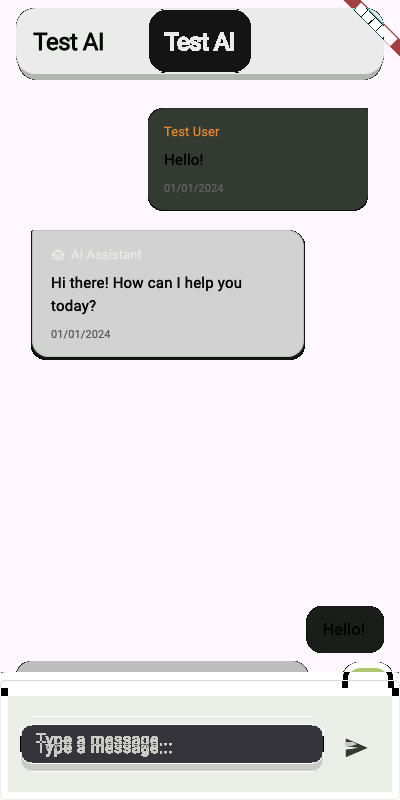 Test AI Test AI
Test User
Hello!
01/01/2024
AI Assistant
Hi there! How can I help you
today?
01/01/2024
Hello!
Type a message...